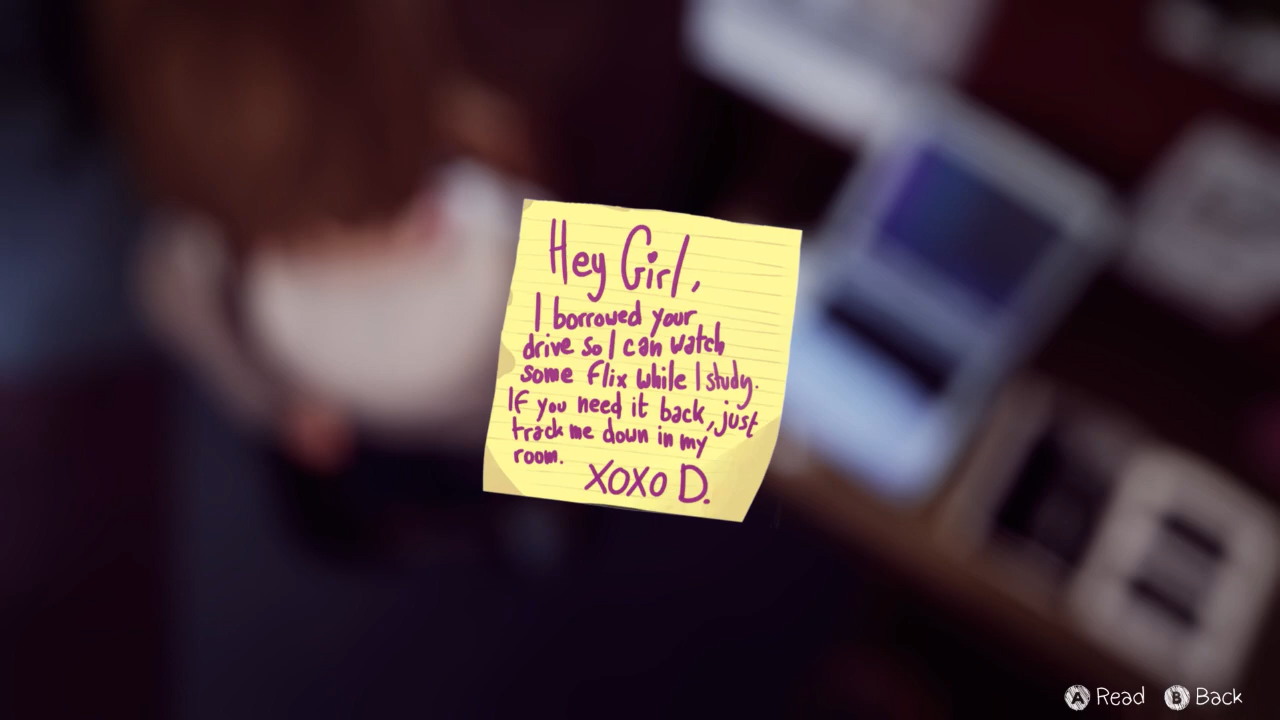 Hey Girl,
I borrowed your
drive so I can watch
some Flix while I study.
If you need it back, just
track me down in my
room.
XOXO D.
A Read B Back